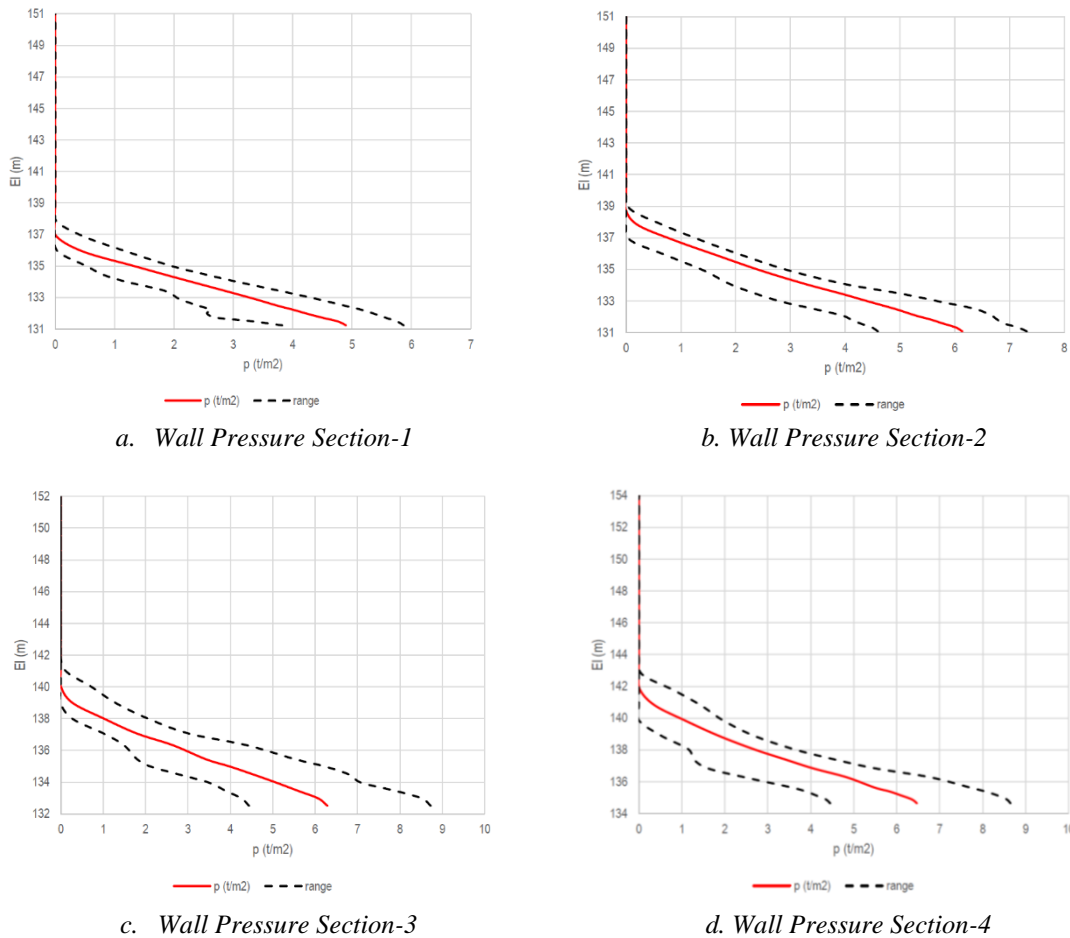 151
149
147
145
143
141
139
137
135
133
131
El (m)
0 1 2 3 4 5 6 7
p (t/m2)
p (t/m2) range
a. Wall Pressure Section-1
151
149
147
145
143
141
139
137
135
133
131
El (m)
0 1 2 3 4 5 6 7 8
p (t/m2)
p (t/m2) range
b. Wall Pressure Section-2
152
150
148
146
144
142
140
138
136
134
132
El (m)
0 1 2 3 4 5 6 7 8 9 10
p (t/m2)
p (t/m2) range
c. Wall Pressure Section-3
154
152
150
148
146
144
142
140
138
136
134
El (m)
0 1 2 3 4 5 6 7 8 9 10
p (t/m2)
p (t/m2) range
d. Wall Pressure Section-4